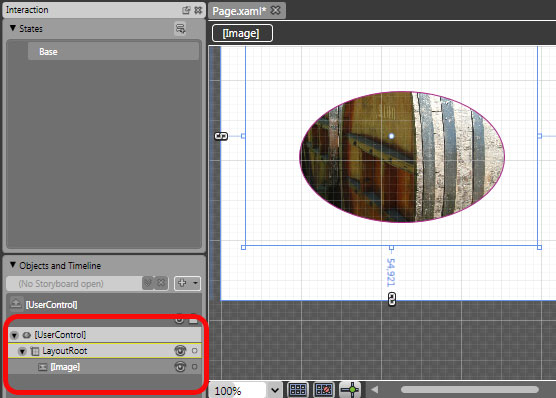 Interaction
States
Base
Objects and Timeline
(No Storyboard open)
[UserControl]
[UserControl]
LayoutRoot
[Image]
Page.xaml*
[Image]
54,921
100%